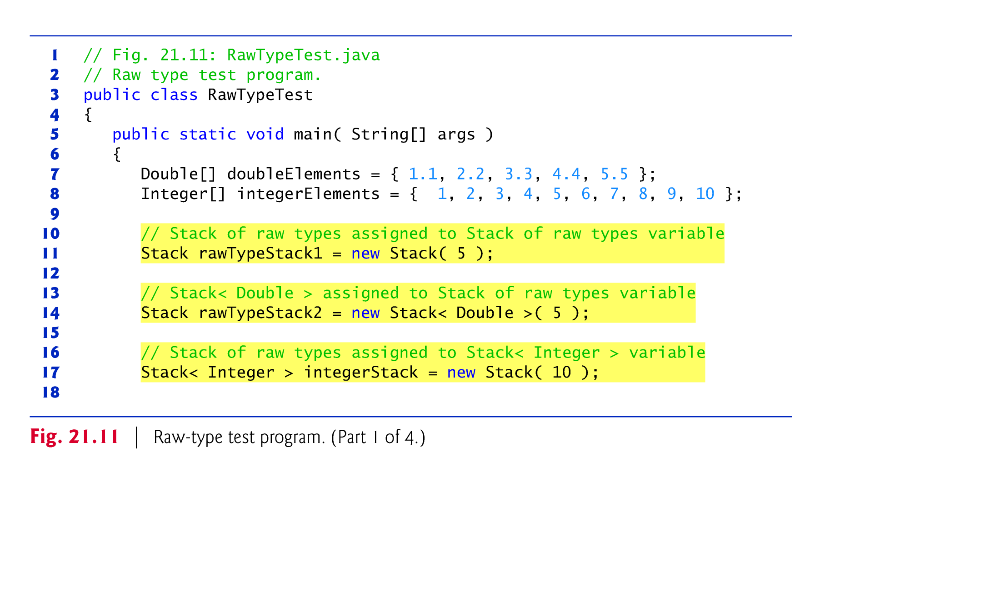 1 // Fig. 21.11: RawTypeTest.java
2 // Raw type test program.
3 public class RawTypeTest
4 {
5    public static void main( String[] args )
6    {
7       Double[] doubleElements = { 1.1, 2.2, 3.3, 4.4, 5.5 };
8       Integer[] integerElements = {  1, 2, 3, 4, 5, 6, 7, 8, 9, 10 };
9
10       // Stack of raw types assigned to Stack of raw types variable
11       Stack rawTypeStack1 = new Stack( 5 );
12
13       // Stack< Double > assigned to Stack of raw types variable
14       Stack rawTypeStack2 = new Stack< Double >( 5 );
15
16       // Stack of raw types assigned to Stack< Integer > variable
17       Stack< Integer > integerStack = new Stack( 10 );
18
Fig. 21.11 | Raw-type test program. (Part 1 of 4.)